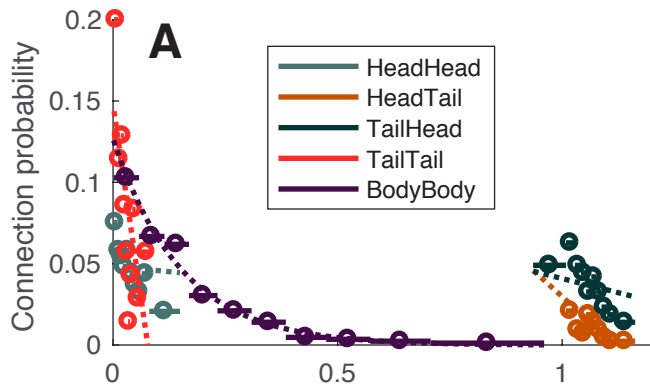 A
Connection probability
0.2
0.15
0.1
0.05
0
HeadHead
HeadTail
TailHead
TailTail
BodyBody
0
0.5
1